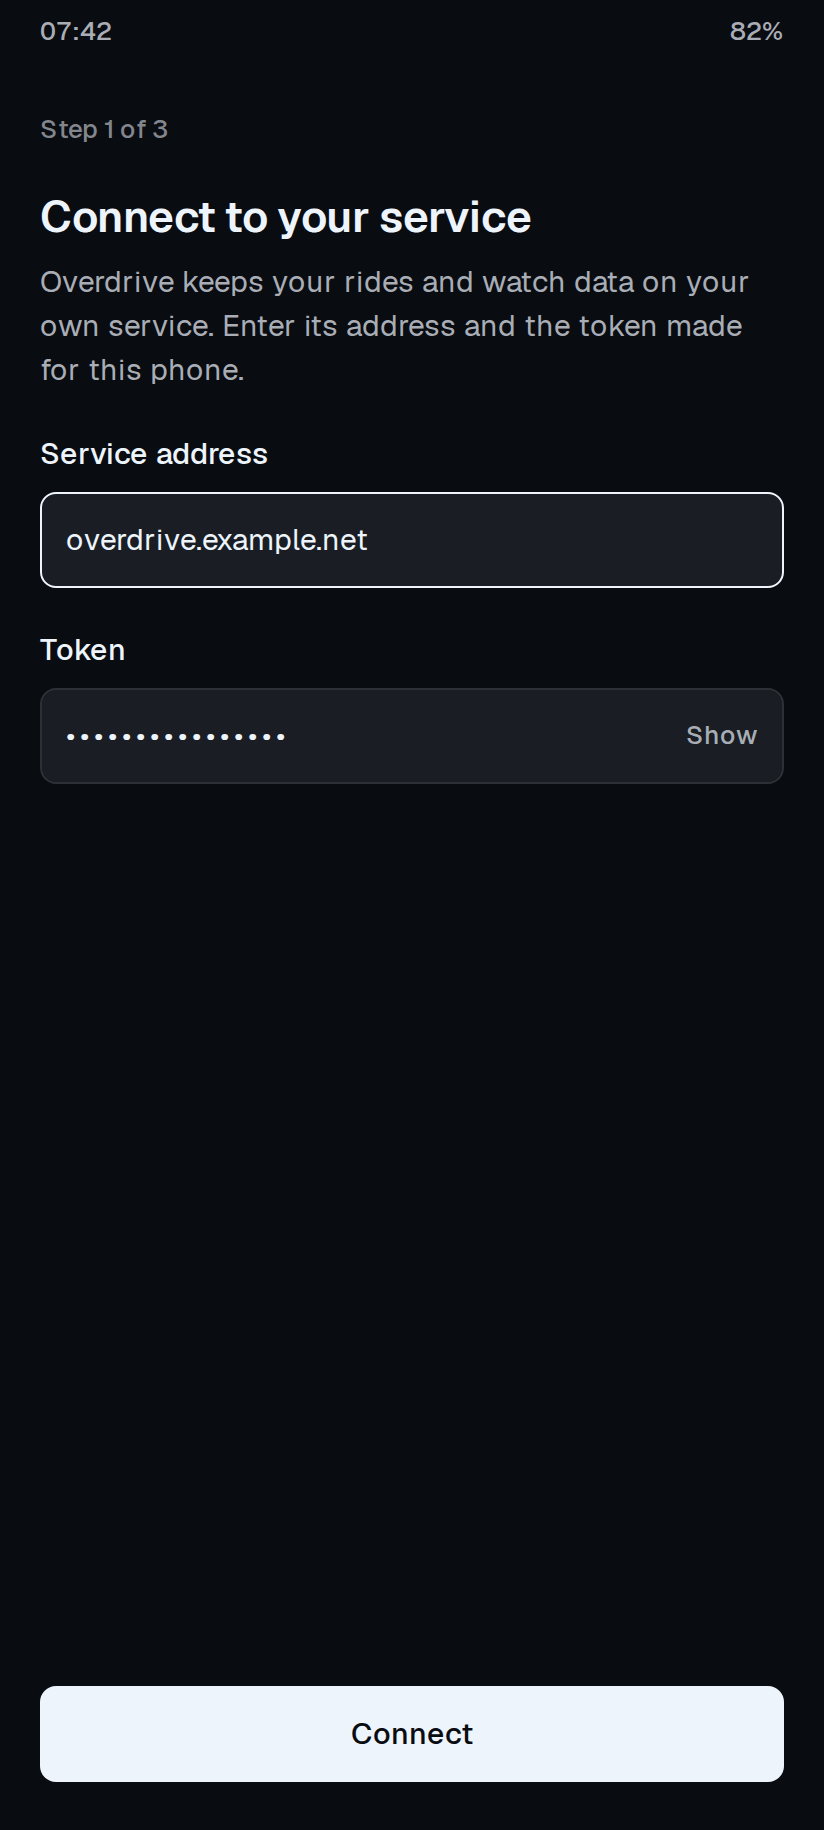 07:42 82%
Step 1 of 3
Connect to your service
Overdrive keeps your rides and watch data on your
own service. Enter its address and the token made
for this phone.
Service address
overdrive.example.net
Token
•••••••••••••••• Show
Connect